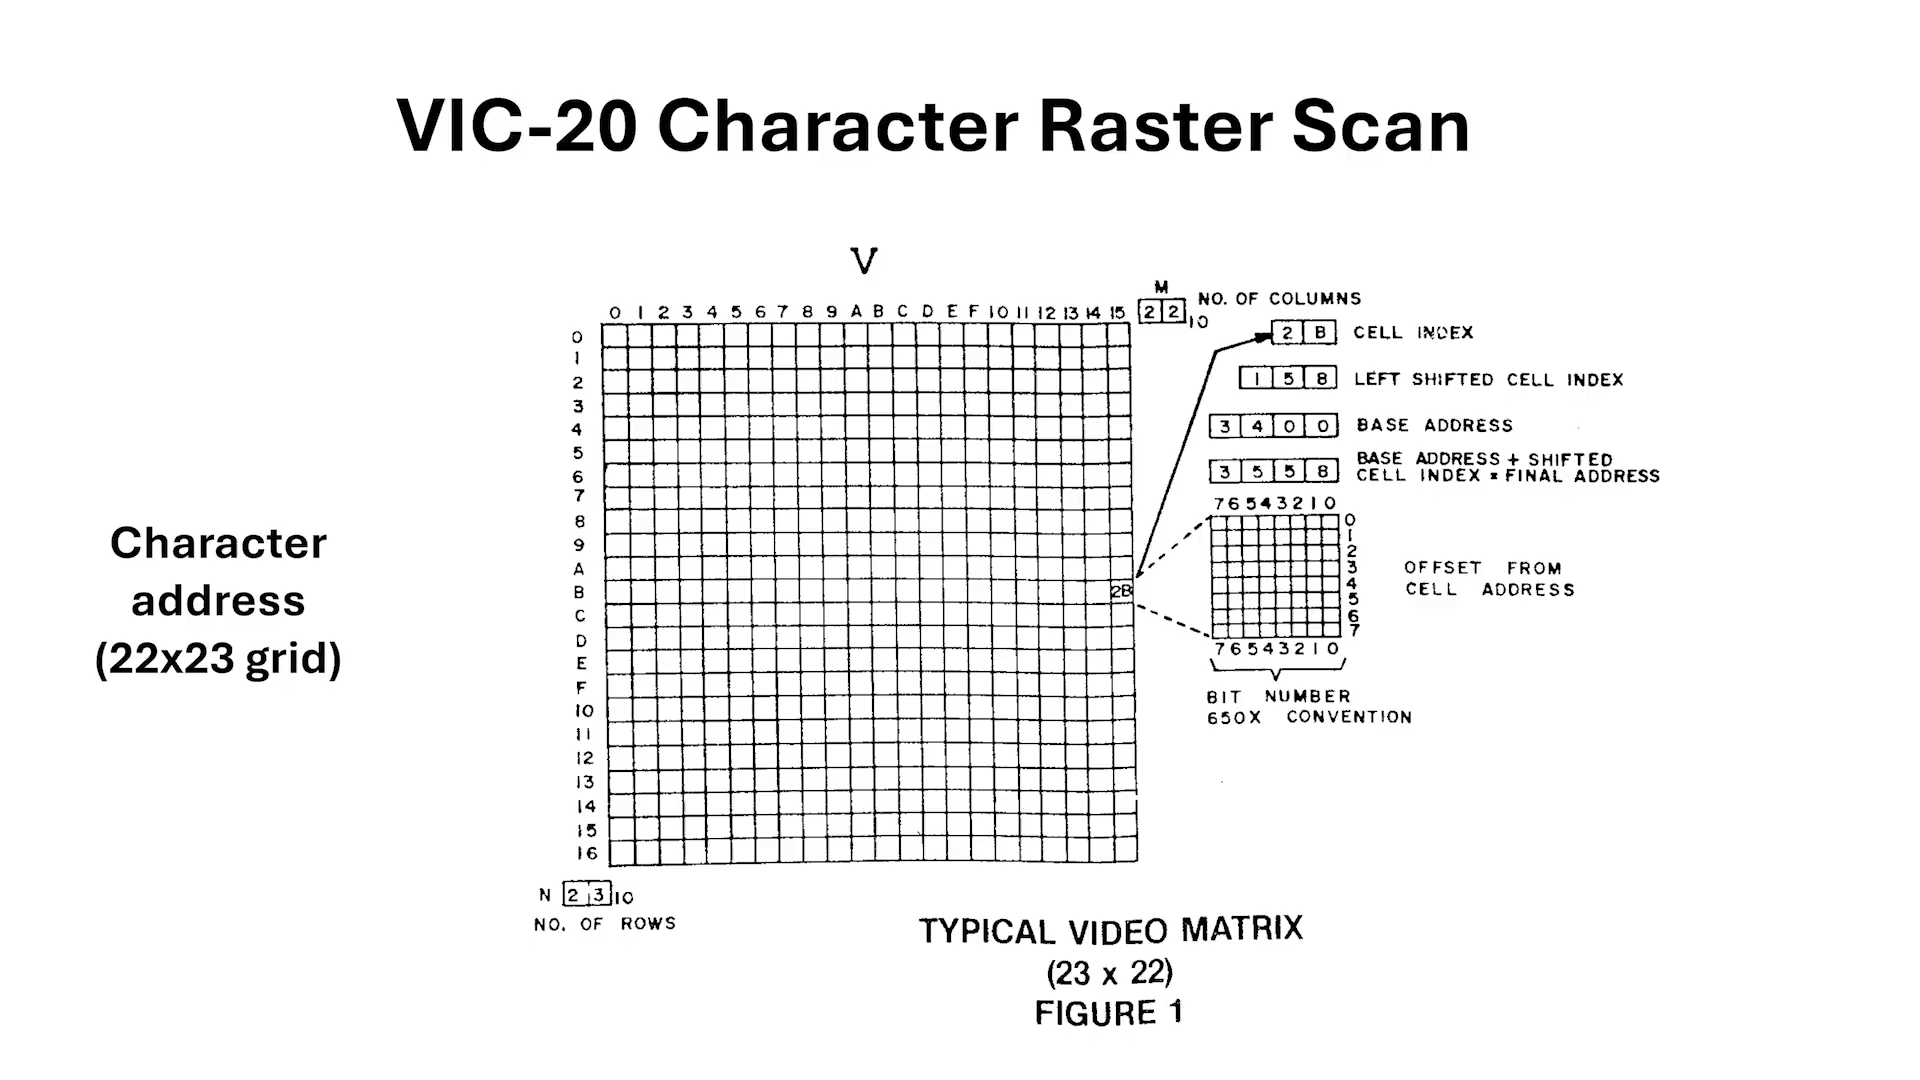 VIC-20 Character Raster Scan
V
M
0 1 2 3 4 5 6 7 8 9 A B C D E F 10 11 12 13 14 15
22 10 NO. OF COLUMNS
0
1
2
3
4
5
6
7
8
9
A
B
C
D
E
F
10
11
12
13
14
15
16
2B
2 B CELL INDEX
1 5 8 LEFT SHIFTED CELL INDEX
3 4 0 0 BASE ADDRESS
3 5 5 8 BASE ADDRESS + SHIFTED
CELL INDEX = FINAL ADDRESS
7 6 5 4 3 2 1 0
0
1
2
3
4
5
6
7
OFFSET FROM
CELL ADDRESS
7 6 5 4 3 2 1 0
BIT NUMBER
650X CONVENTION
Character
address
(22x23 grid)
N 23 10
NO. OF ROWS
TYPICAL VIDEO MATRIX
(23 x 22)
FIGURE 1